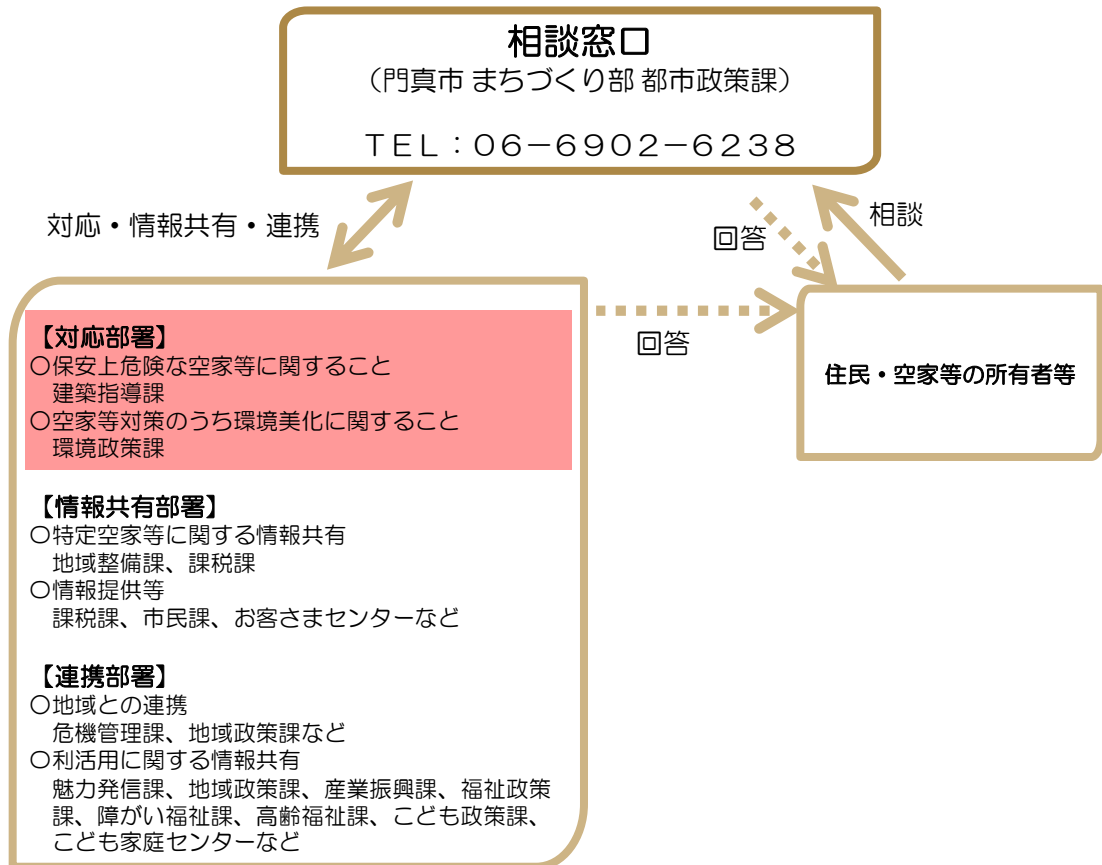 相談窓口
（門真市 まちづくり部 都市政策課）
ＴＥＬ：０６－６９０２－６２３８
対応・情報共有・連携
相談
回答
回答
【対応部署】
〇保安上危険な空家等に関すること
建築指導課
〇空家等対策のうち環境美化に関すること
環境政策課
【情報共有部署】
〇特定空家等に関する情報共有
地域整備課、課税課
〇情報提供等
課税課、市民課、お客さまセンターなど
【連携部署】
〇地域との連携
危機管理課、地域政策課など
〇利活用に関する情報共有
魅力発信課、地域政策課、産業振興課、福祉政策
課、障がい福祉課、高齢福祉課、こども政策課、
こども家庭センターなど
住民・空家等の所有者等